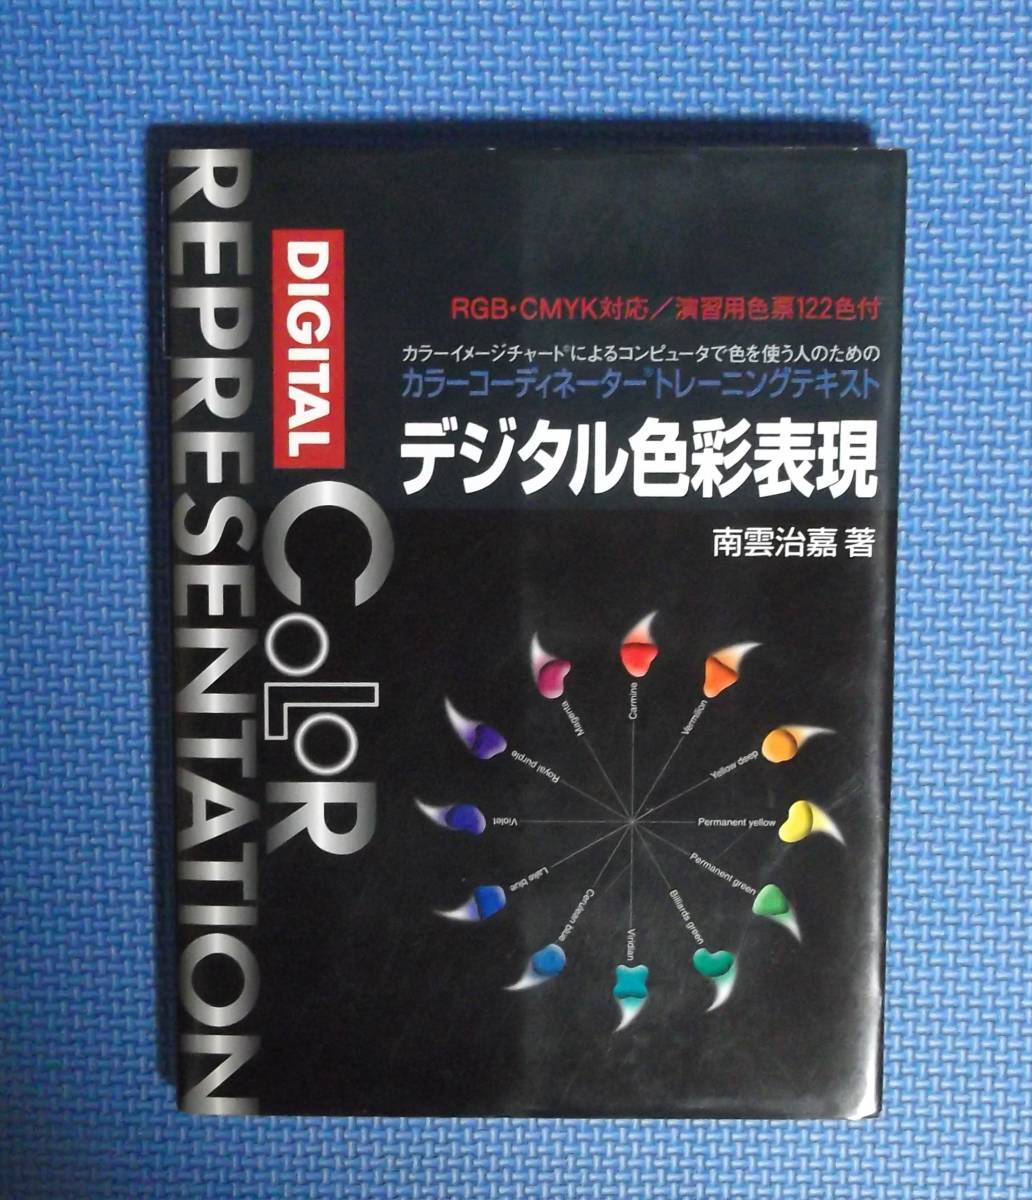 REPRESENTATION
DIGITAL
CoLoR
RGB・CMYK対応／演習用色票122色付
カラーイメージチャート®によるコンピュータで色を使う人のための
カラーコーディネーター®トレーニングテキスト
デジタル色彩表現
南雲治嘉 著
Carmine
Vermilion
Yellow deep
Permanent yellow
Permanent green
Billiards green
Viridian
Cerulean blue
Lake blue
Violet
Royal purple
Magenta